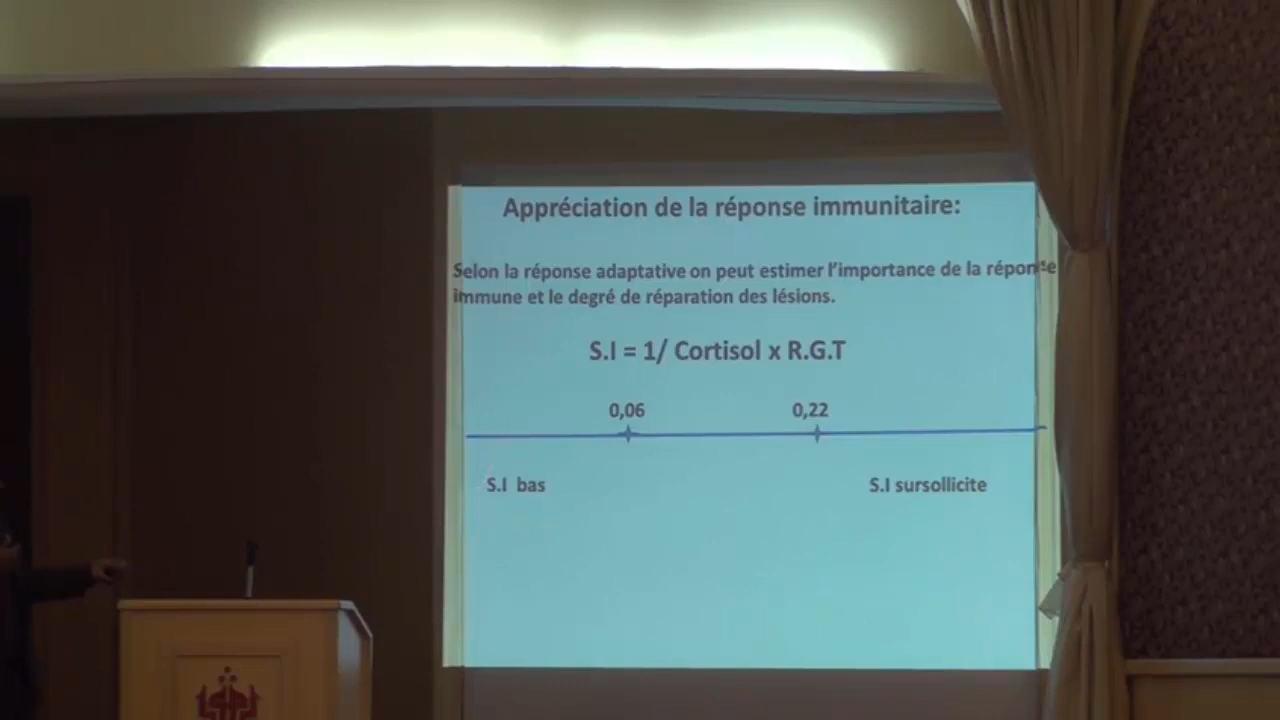 Appréciation de la réponse immunitaire:
Selon la réponse adaptative on peut estimer l'importance de la réponse
immune et le degré de réparation des lésions.
S.I = 1/ Cortisol x R.G.T
0,06 0,22
S.I bas S.I sursollicite